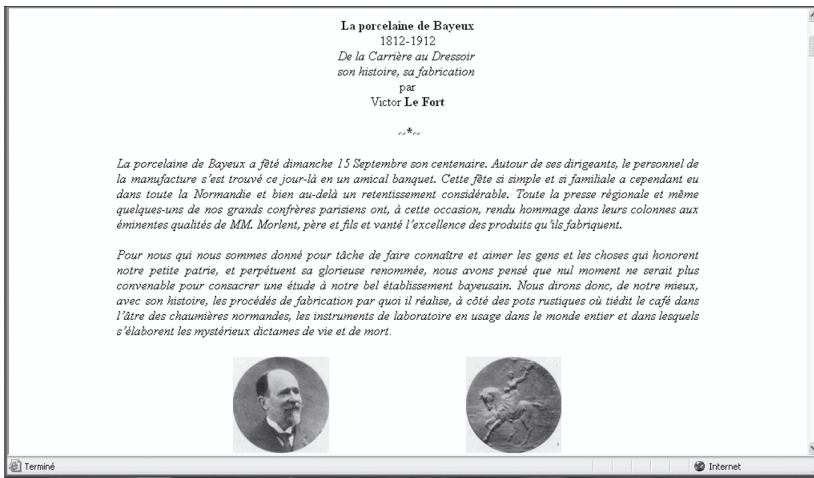 La porcelaine de Bayeux
1812-1912
De la Carrière au Dressoir
son histoire, sa fabrication
par
Victor Le Fort
~*~
La porcelaine de Bayeux a fêté dimanche 15 Septembre son centenaire. Autour de ses dirigeants, le personnel de
la manufacture s'est trouvé ce jour-là en un amical banquet. Cette fête si simple et si familiale a cependant eu
dans toute la Normandie et bien au-delà un retentissement considérable. Toute la presse régionale et même
quelques-uns de nos grands confrères parisiens ont, à cette occasion, rendu hommage dans leurs colonnes aux
éminentes qualités de MM. Morlent, père et fils et vanté l'excellence des produits qu'ils fabriquent.
Pour nous qui nous sommes donné pour tâche de faire connaître et aimer les gens et les choses qui honorent
notre petite patrie, et perpétuent sa glorieuse renommée, nous avons pensé que nul moment ne serait plus
convenable pour consacrer une étude à notre bel établissement bayeusain. Nous dirons donc, de notre mieux,
avec son histoire, les procédés de fabrication par quoi il réalise, à côté des pots rustiques où tiédit le café dans
l'âtre des chaumières normandes, les instruments de laboratoire en usage dans le monde entier et dans lesquels
s'élaborent les mystérieux dictames de vie et de mort.
Terminé
Internet